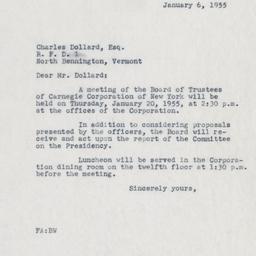 January 6, 1955
Charles Dollard, Esq.
R. F. D. 1
North Bennington, Vermont
Dear Mr. Dollard:
A meeting of the Board of Trustees
of Carnegie Corporation of New York will be
held on Thursday, January 20, 1955, at 2:30 p.m.
at the offices of the Corporation.
In addition to considering proposals
presented by the officers, the Board will re-
ceive and act upon the report of the Committee
on the Presidency.
Luncheon will be served in the Corpora-
tion dining room on the twelfth floor at 1:30 p.m.
before the meeting.
Sincerely yours,
FA:BW